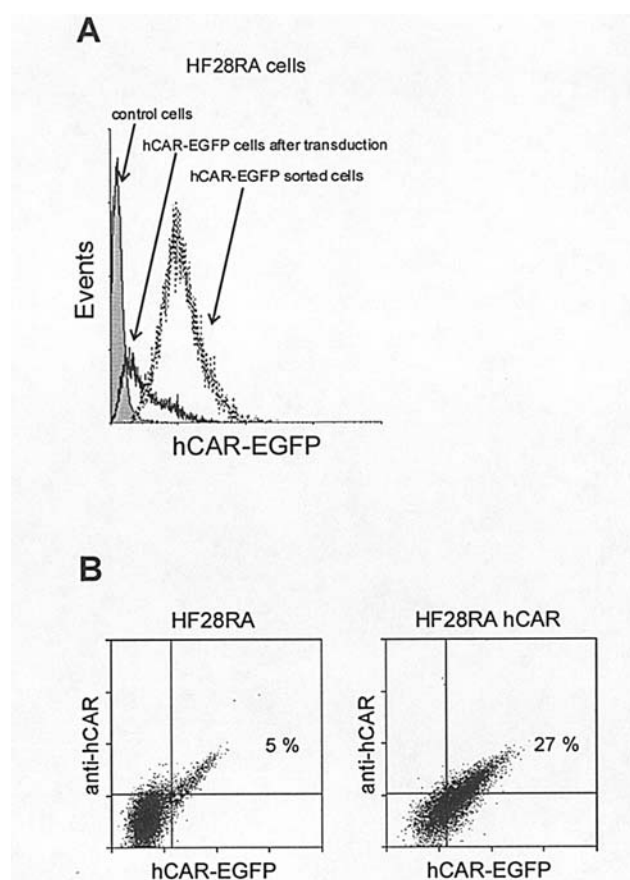 A
HF28RA cells
control cells
hCAR-EGFP cells after transduction
hCAR-EGFP sorted cells
Events
hCAR-EGFP
B
HF28RA
HF28RA hCAR
anti-hCAR
5 %
anti-hCAR
27 %
hCAR-EGFP
hCAR-EGFP